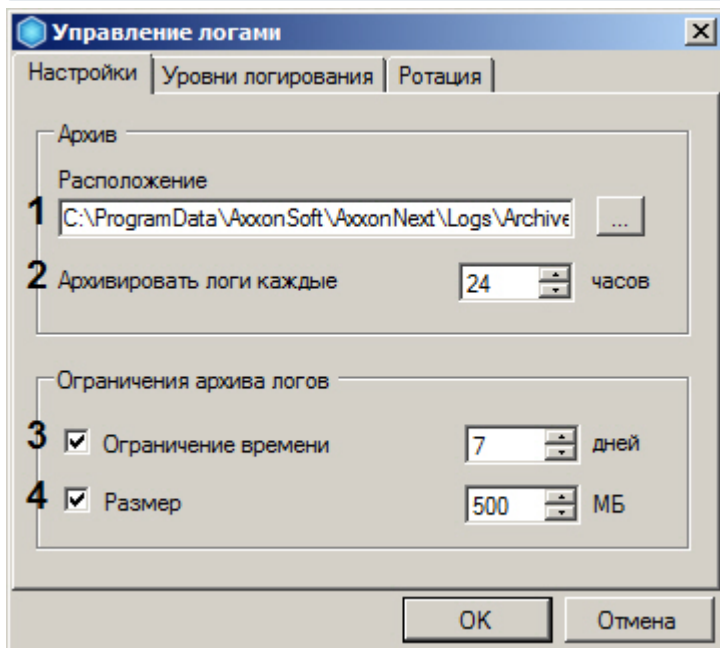 Управление логами
Настройки Уровни логирования Ротация
Архив
Расположение
1 C:\ProgramData\AxxonSoft\AxxonNext\Logs\Archive ...
2 Архивировать логи каждые 24 часов
Ограничения архива логов
3 Ограничение времени 7 дней
4 Размер 500 МБ
OK Отмена